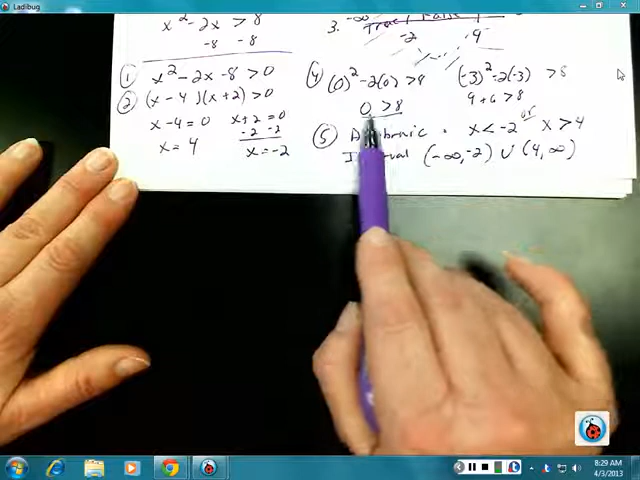 Ladibug
x² - 2x > 8
-8 -8
3. -∞
True / False
-2 4
① x² - 2x - 8 > 0
② (x - 4)(x + 2) > 0
x - 4 = 0 x + 2 = 0
-2 -2
x = 4 x = -2
④ (0)² - 2(0) > 8 (-3)² - 2(-3) > 8
0 > 8 9 + 6 > 8
⑤ x < -2 or x > 4
(-∞, -2) ∪ (4, ∞)
8:29 AM
4/3/2013